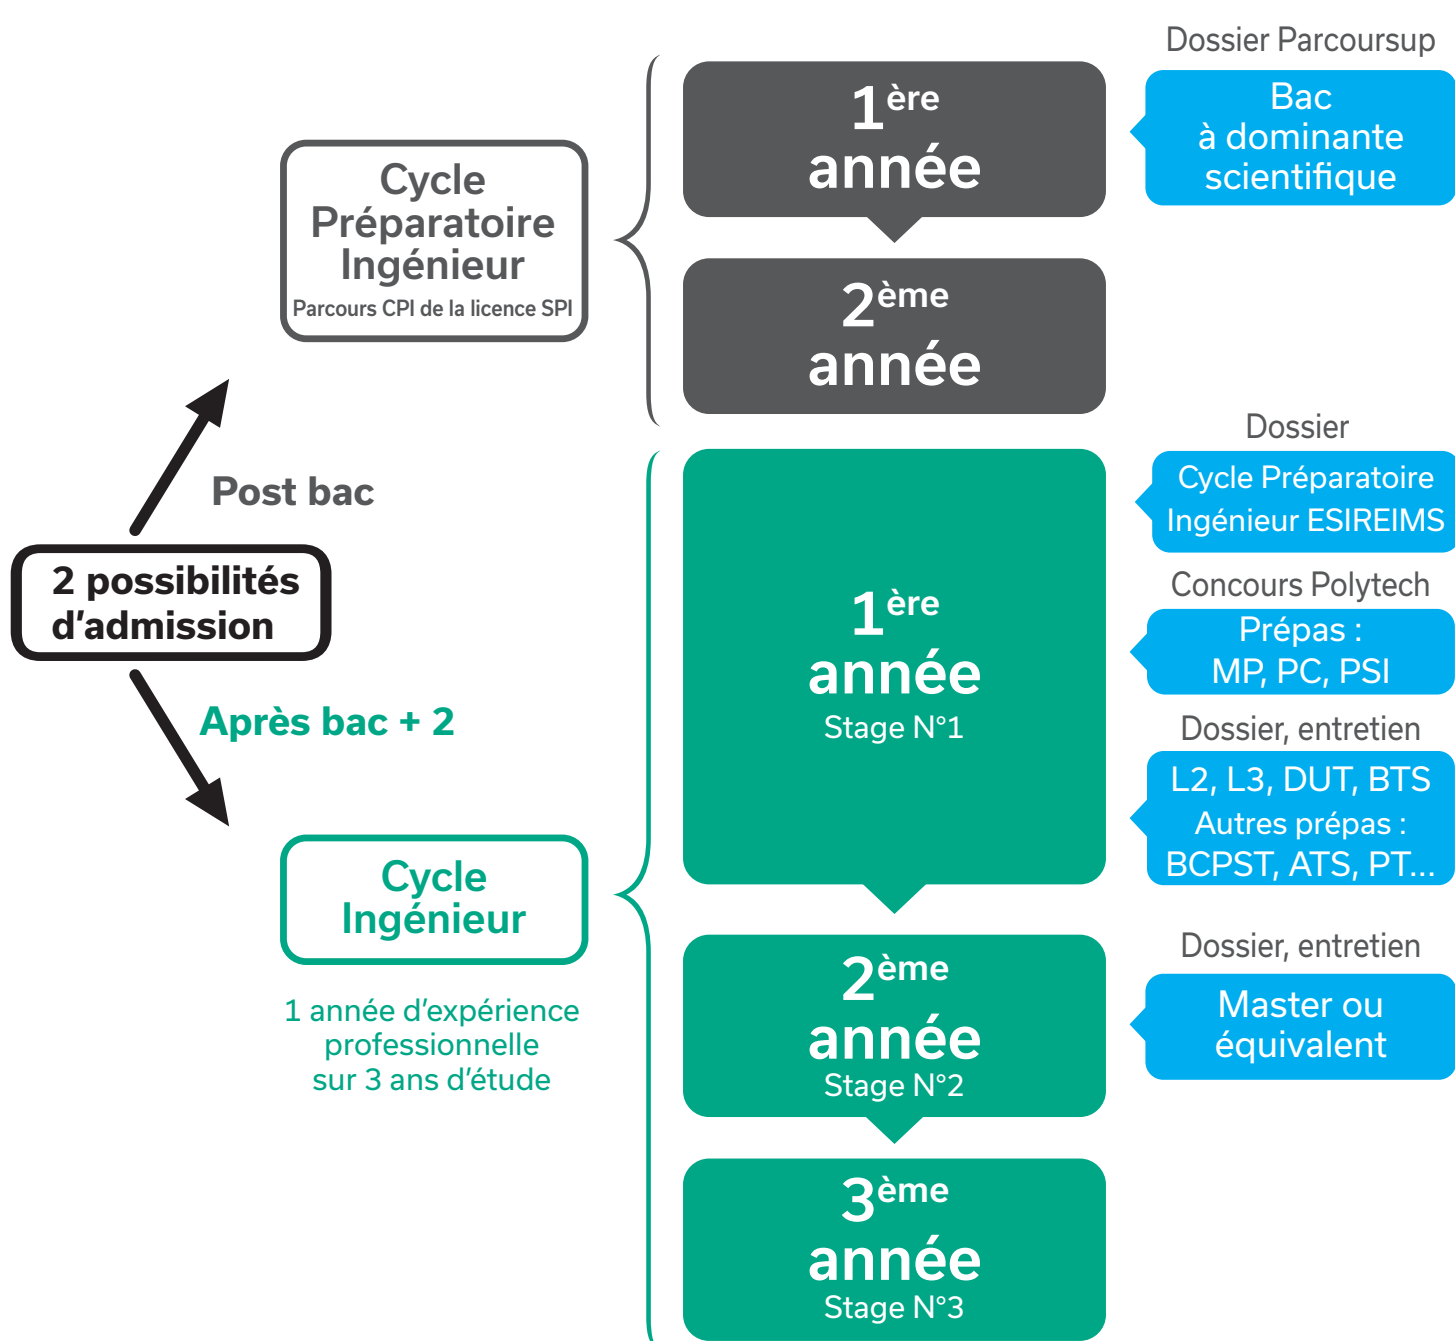 Dossier Parcoursup
1ère
année
Bac
à dominante
scientifique
Cycle
Préparatoire
Ingénieur
Parcours CPI de la licence SPI
2ème
année
Post bac
2 possibilités
d'admission
Après bac + 2
Cycle
Ingénieur
1 année d'expérience
professionnelle
sur 3 ans d'étude
1ère
année
Stage N°1
Dossier
Cycle Préparatoire
Ingénieur ESIREIMS
Concours Polytech
Prépas :
MP, PC, PSI
Dossier, entretien
L2, L3, DUT, BTS
Autres prépas :
BCPST, ATS, PT...
2ème
année
Stage N°2
Dossier, entretien
Master ou
équivalent
3ème
année
Stage N°3